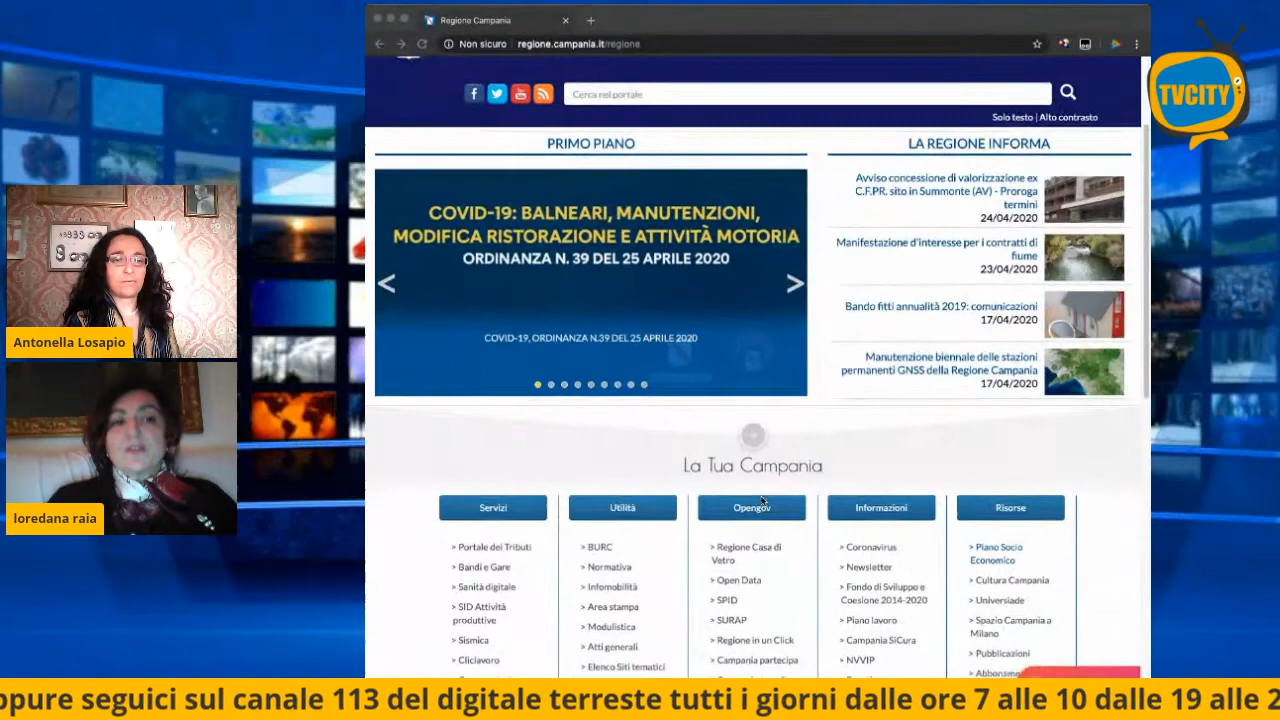 Regione Campania
Non sicuro
regione.campania.it/regione
Cerca nel portale
Solo testo | Alto contrasto
TVCITY
PRIMO PIANO
COVID-19: BALNEARI, MANUTENZIONI,
MODIFICA RISTORAZIONE E ATTIVITÀ MOTORIA
ORDINANZA N. 39 DEL 25 APRILE 2020
COVID-19, ORDINANZA N.39 DEL 25 APRILE 2020
LA REGIONE INFORMA
Avviso concessione di valorizzazione ex
C.F.PR. sito in Summonte (AV) - Proroga
termini
24/04/2020
Manifestazione d'interesse per i contratti di
fiume
23/04/2020
Bando fitti annualità 2019: comunicazioni
17/04/2020
Manutenzione biennale delle stazioni
permanenti GNSS della Regione Campania
17/04/2020
Antonella Losapio
loredana raia
La Tua Campania
Servizi
> Portale dei Tributi
> Bandi e Gare
> Sanità digitale
> SID Attività
produttive
> Sismica
> Cliclavoro
Utilità
> BURC
> Normativa
> Infomobilità
> Area stampa
> Modulistica
> Atti generali
> Elenco Siti tematici
Opengov
> Regione Casa di
Vetro
> Open Data
> SPID
> SURAP
> Regione in un Click
> Campania partecipa
Informazioni
> Coronavirus
> Newsletter
> Fondo di Sviluppo e
Coesione 2014-2020
> Piano lavoro
> Campania SiCura
> NVVIP
Risorse
> Piano Socio
Economico
> Cultura Campania
> Universiade
> Spazio Campania a
Milano
> Pubblicazioni
> Abboname
ppure seguici sul canale 113 del digitale terreste tutti i giorni dalle ore 7 alle 10 dalle 19 alle 2